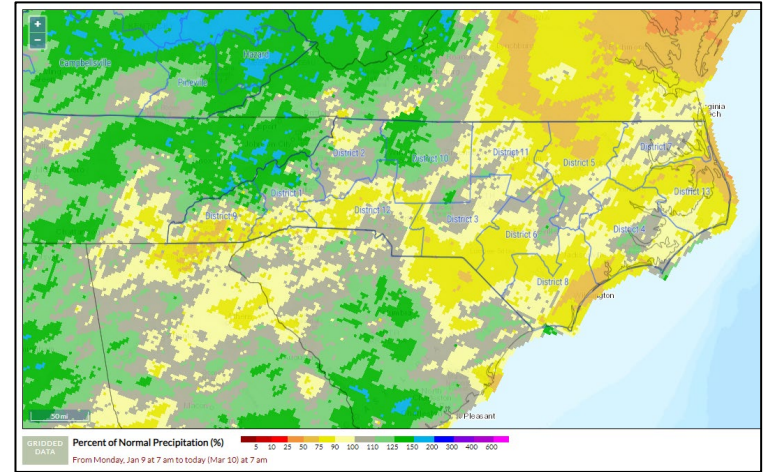 +
−
Campbellsville
Hazard
Pineville
ginia
ch
District 2
District 10
District 11
District 5
District 7
District 1
District 9
District 12
District 3
District 6
District 4
District 13
District 8
gton
Pleasant
50 mi
GRIDDED
DATA
Percent of Normal Precipitation (%)
5 10 25 50 75 90 100 110 125 150 200 300 400 600
From Monday, Jan 9 at 7 am to today (Mar 10) at 7 am